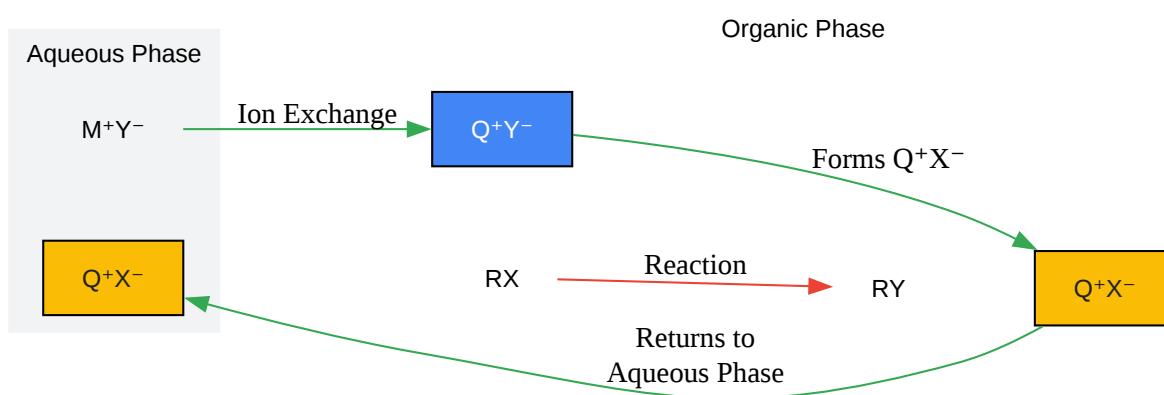 Organic Phase
Aqueous Phase
M⁺Y⁻
Ion Exchange
Q⁺Y⁻
Forms Q⁺X⁻
Q⁺X⁻
RX
Reaction
RY
Q⁺X⁻
Returns to
Aqueous Phase